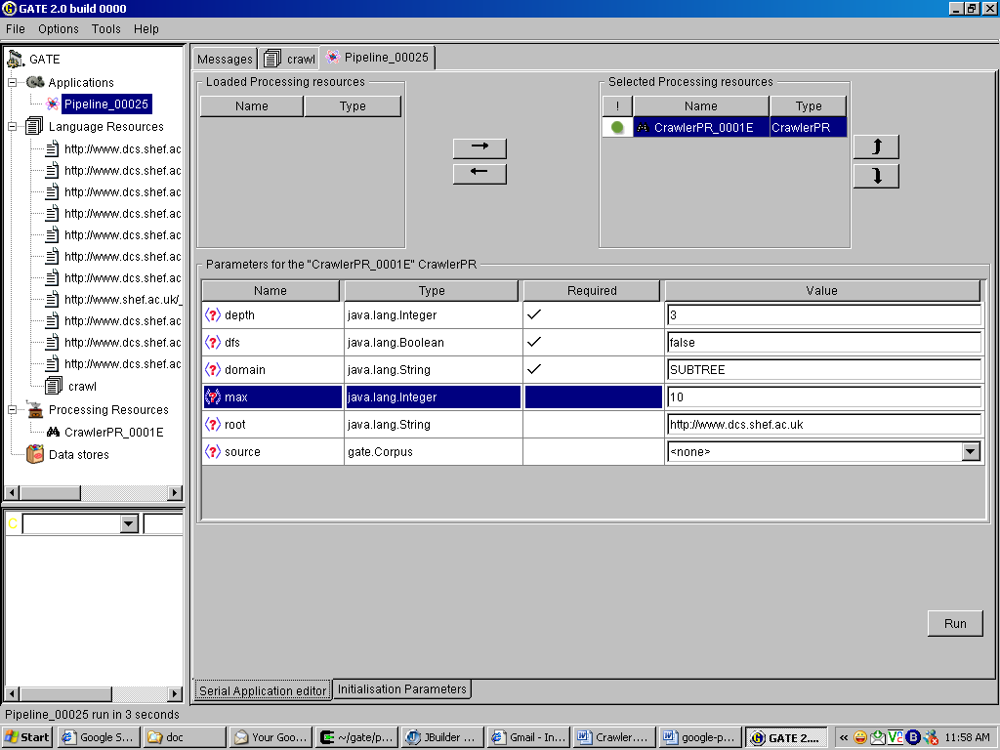 GATE 2.0 build 0000
File Options Tools Help
GATE
Applications
Pipeline_00025
Language Resources
http://www.dcs.shef.ac
http://www.dcs.shef.ac
http://www.dcs.shef.ac
http://www.dcs.shef.ac
http://www.dcs.shef.ac
http://www.dcs.shef.ac
http://www.dcs.shef.ac
http://www.shef.ac.uk/_
http://www.dcs.shef.ac
http://www.dcs.shef.ac
http://www.dcs.shef.ac
crawl
Processing Resources
CrawlerPR_0001E
Data stores
C
Messages crawl Pipeline_00025
Loaded Processing resources
Name Type
Selected Processing resources
! Name Type
CrawlerPR_0001E CrawlerPR
Parameters for the "CrawlerPR_0001E" CrawlerPR
Name Type Required Value
<?> depth java.lang.Integer ✓ 3
<?> dfs java.lang.Boolean ✓ false
<?> domain java.lang.String ✓ SUBTREE
<?> max java.lang.Integer 10
<?> root java.lang.String http://www.dcs.shef.ac.uk
<?> source gate.Corpus <none>
Run
Serial Application editor Initialisation Parameters
Pipeline_00025 run in 3 seconds
Start Google S... doc Your Goo... ~/gate/p... JBuilder ... Gmail - In... Crawler.... google-p... GATE 2.... « 11:58 AM